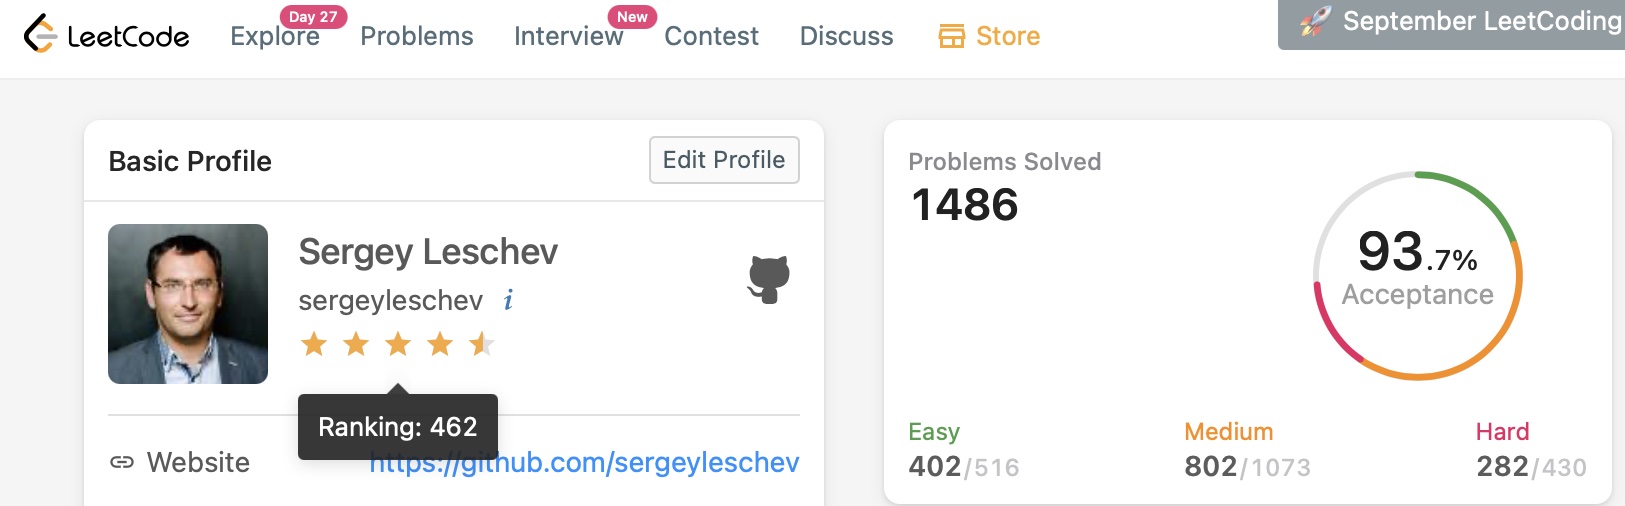 LeetCode Explore Day 27 Problems Interview New Contest Discuss Store 🚀 September LeetCoding
Basic Profile Edit Profile
Sergey Leschev
sergeyleschev i
Ranking: 462
Website https://github.com/sergeyleschev
Problems Solved
1486
93.7%
Acceptance
Easy Medium Hard
402/516 802/1073 282/430